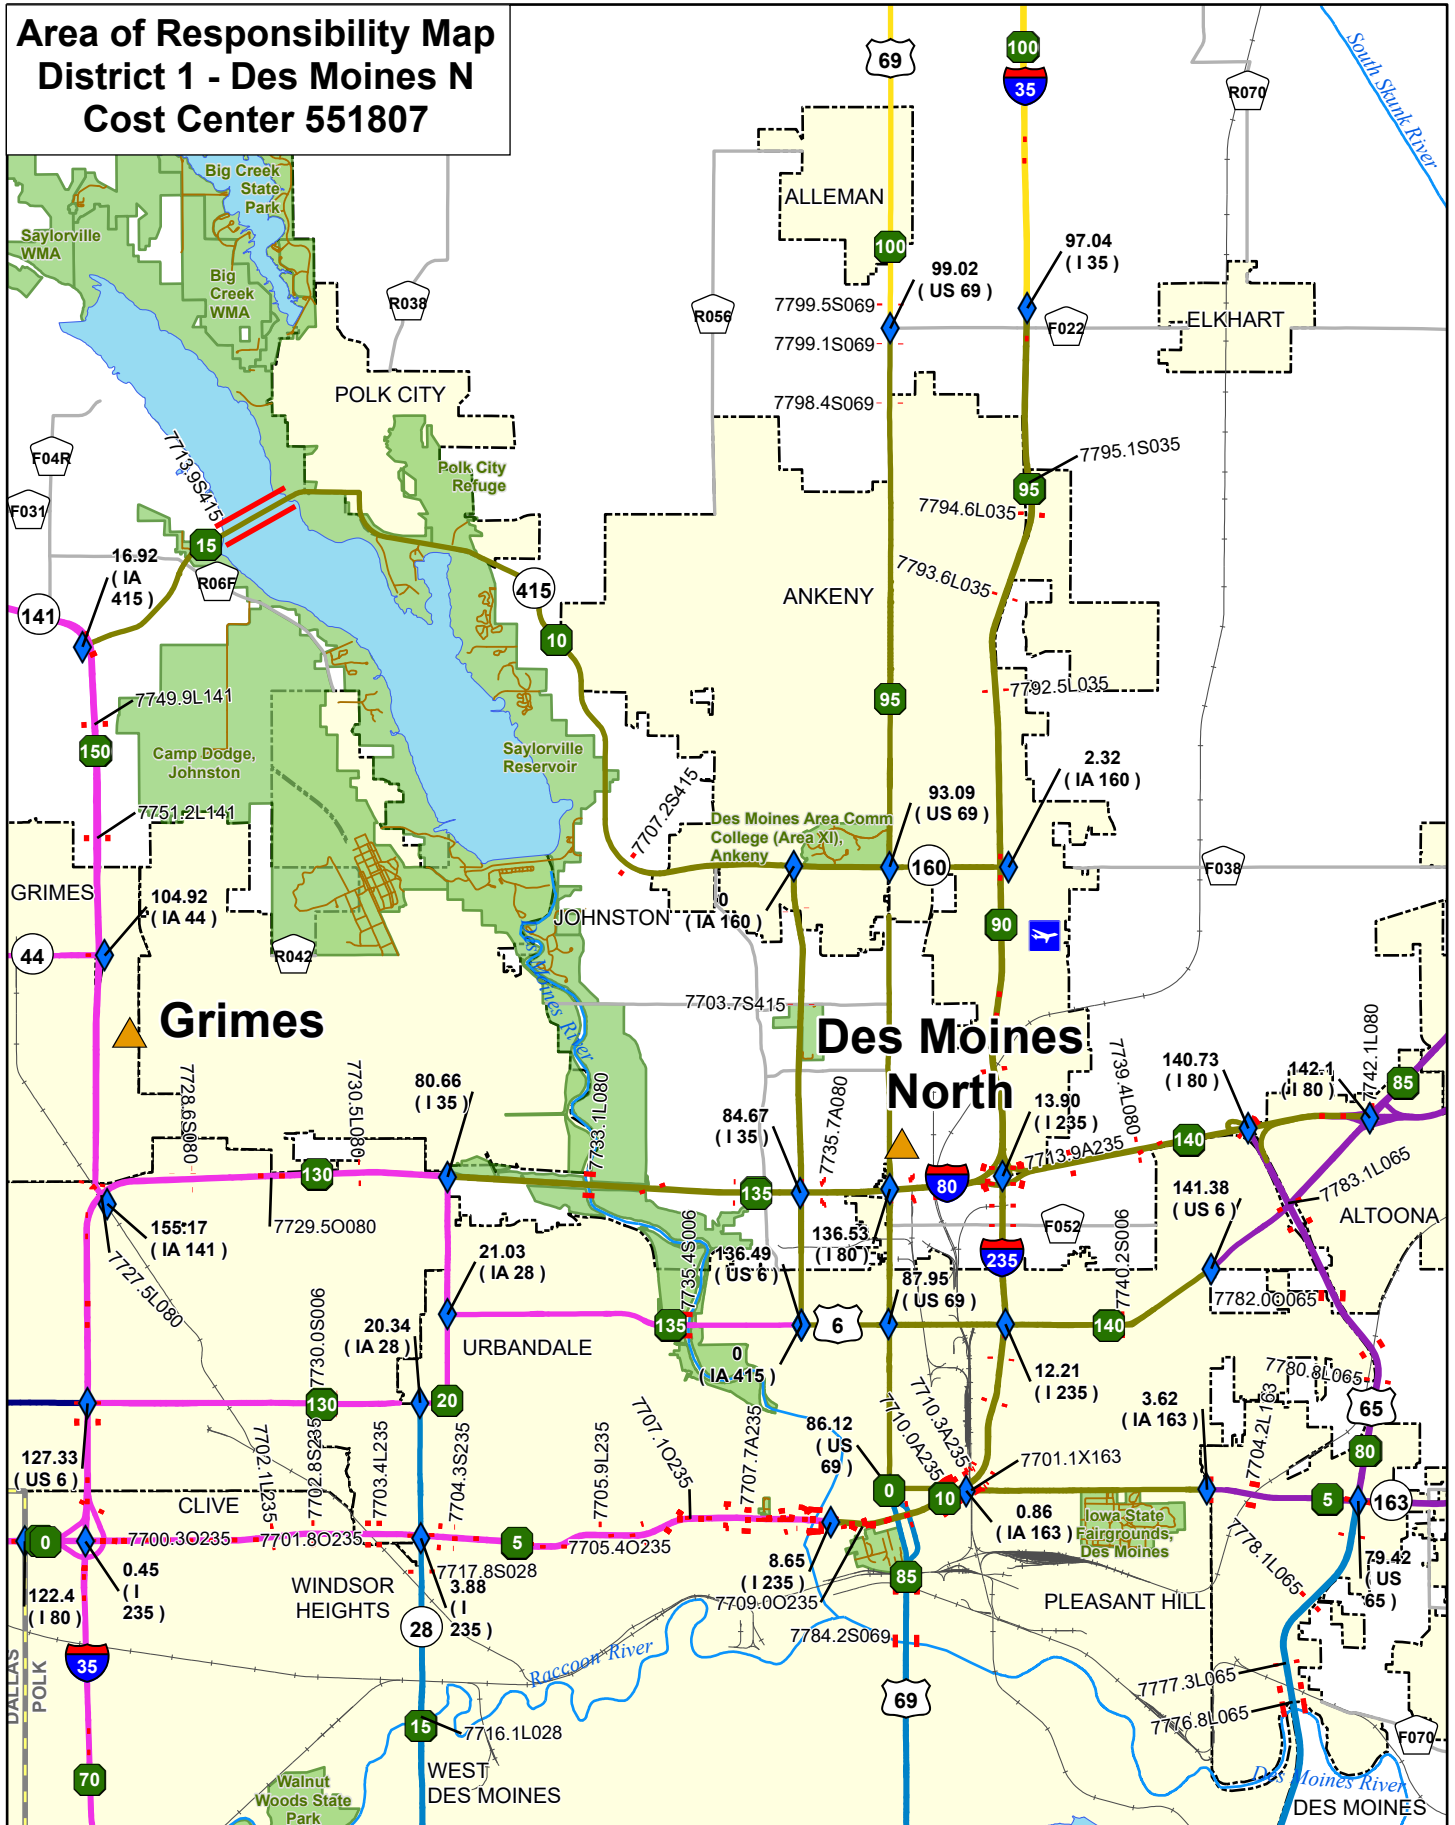 Area of Responsibility Map
District 1 - Des Moines N
Cost Center 551807
69
100
35
R070
South Skunk River
Big Creek
State
Park
ALLEMAN
Saylorville
WMA
Big
Creek
WMA
100
97.04
( I 35 )
99.02
( US 69 )
R038
R056
7799.5S069
F022
ELKHART
7799.1S069
POLK CITY
7798.4S069
F04R
7713.9S415
Polk City
Refuge
7795.1S035
95
F031
7794.6L035
15
16.92
( IA
415 )
R06F
415
7793.6L035
ANKENY
141
10
7792.5L035
7749.9L141
95
150
Camp Dodge,
Johnston
Saylorville
Reservoir
2.32
( IA 160 )
7707.2S415
93.09
( US 69 )
7751.2L141
Des Moines Area Comm
College (Area XI),
Ankeny
160
F038
GRIMES
104.92
( IA 44 )
0
( IA 160 )
JOHNSTON
90
44
R042
Des Moines River
7703.7S415
Grimes
Des Moines
North
7728.6S080
7730.5L080
80.66
( I 35 )
7733.1L080
84.67
( I 35 )
7735.7A080
13.90
( I 235 )
7739.4L080
140.73
( I 80 )
142.1
( I 80 )
7742.1L080
85
140
7713.9A235
130
135
80
7783.1L065
155.17
( IA 141 )
7729.5O080
141.38
( US 6 )
ALTOONA
7727.5L080
21.03
( IA 28 )
7735.4S006
136.49
( US 6 )
136.53
( I 80 )
F052
235
7740.2S006
87.95
( US 69 )
7782.0O065
7730.0S006
20.34
( IA 28 )
135
6
140
URBANDALE
0
( IA 415 )
12.21
( I 235 )
7780.8L065
130
20
3.62
( IA 163 )
7704.2L163
65
127.33
( US 6 )
7702.1L235
7702.8S235
7703.4L235
7704.3S235
7705.9L235
7707.1O235
7707.7A235
86.12
( US
69 )
7710.0A235
7710.3A235
7701.1X163
80
CLIVE
0
10
5
163
0.86
( IA 163 )
Iowa State
Fairgrounds,
Des Moines
0
7700.3O235
7701.8O235
5
7705.4O235
8.65
( I 235 )
7778.1L065
79.42
( US
65 )
122.4
( I 80 )
0.45
( I
235 )
WINDSOR
HEIGHTS
7717.8S028
3.88
( I
235 )
85
7709.0O235
PLEASANT HILL
28
7784.2S069
DALLAS
POLK
35
Raccoon River
7777.3L065
69
7776.8L065
15
7716.1L028
F070
70
Walnut
Woods State
Park
WEST
DES MOINES
Des Moines River
DES MOINES